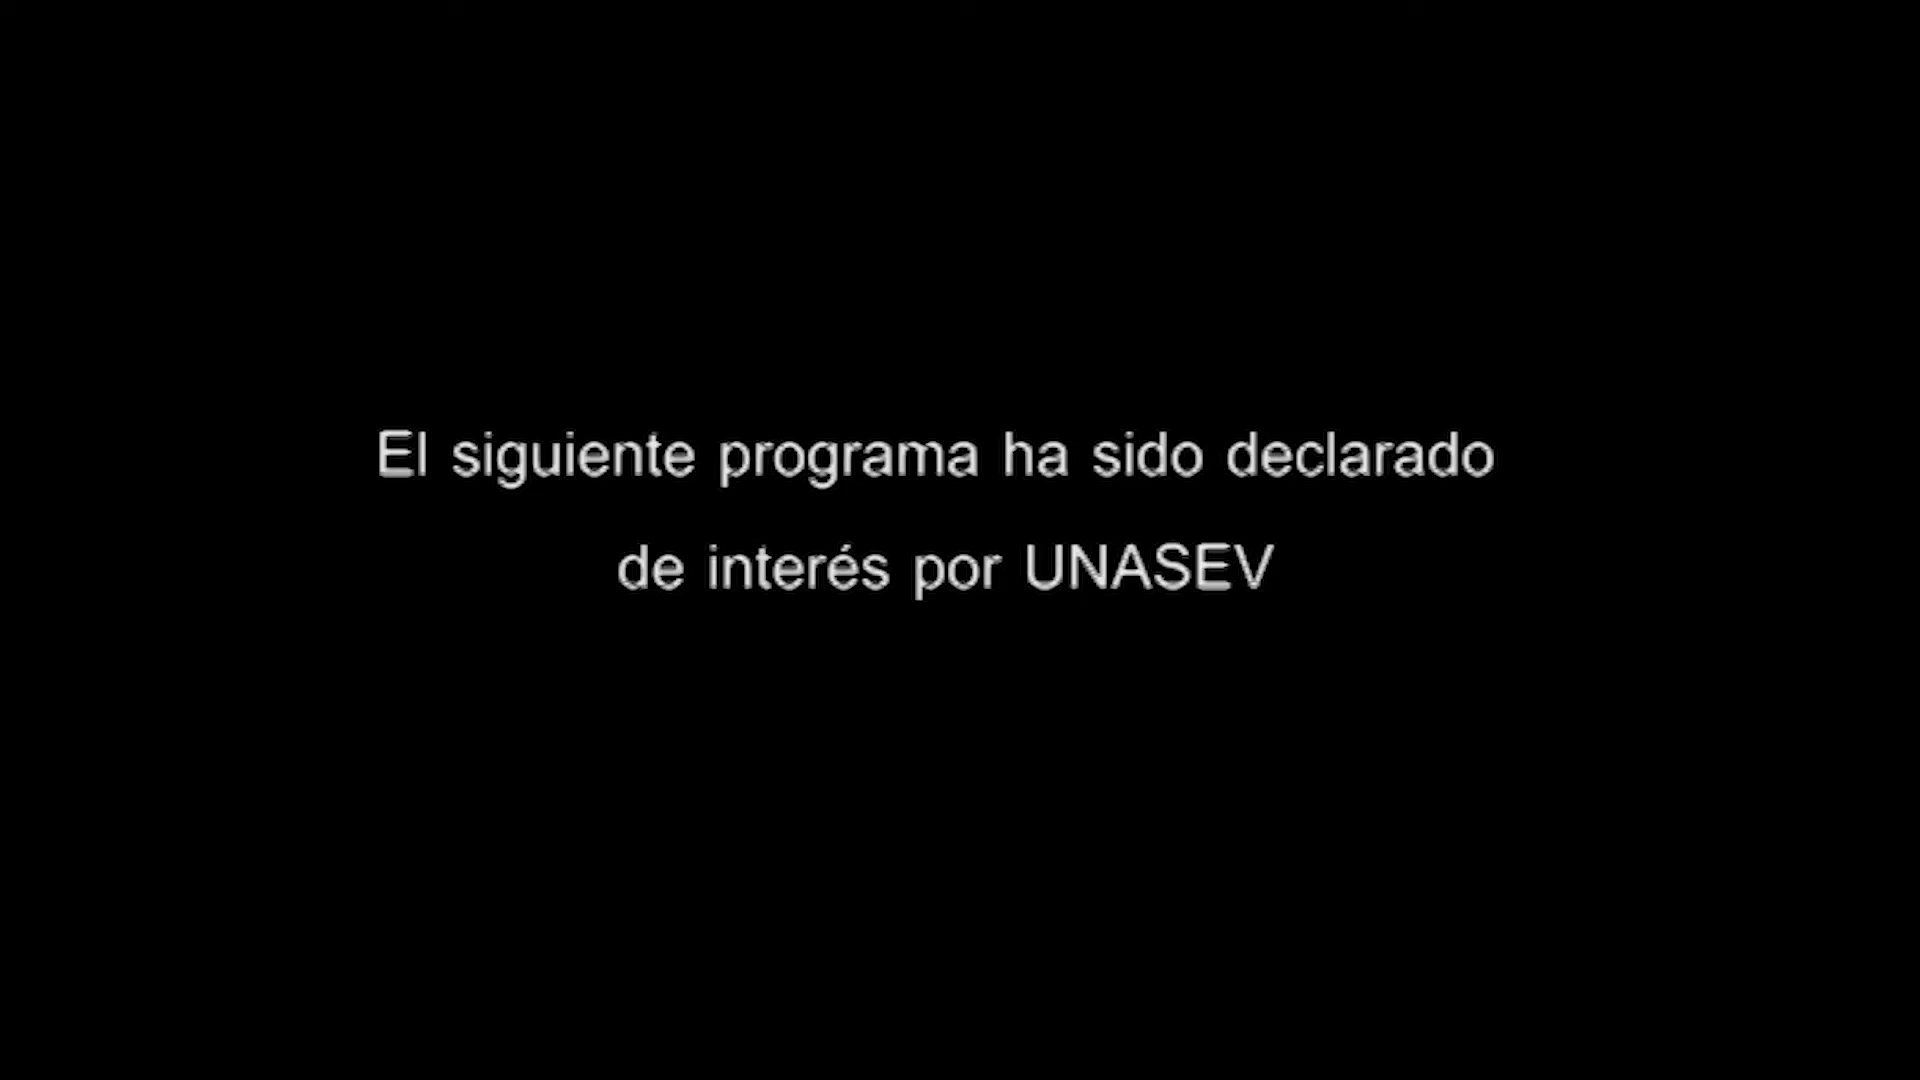 El siguiente programa ha sido declarado
de interés por UNASEV